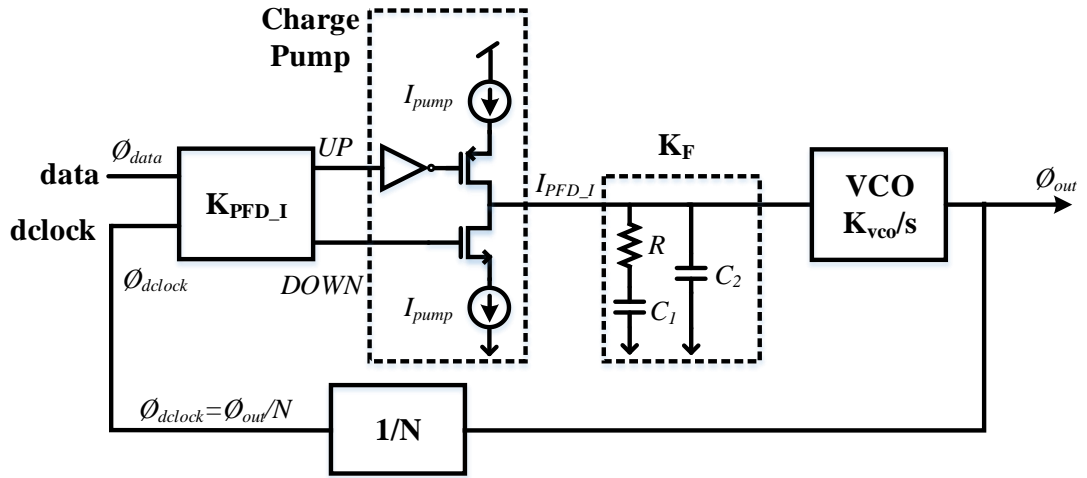 Charge
Pump
I_pump
K_F
Ø_data
UP
data
I_PFD_I
VCO
K_vco/s
Ø_out
K_PFD_I
dclock
R
Ø_dclock
DOWN
C_2
I_pump
C_1
Ø_dclock=Ø_out/N
1/N